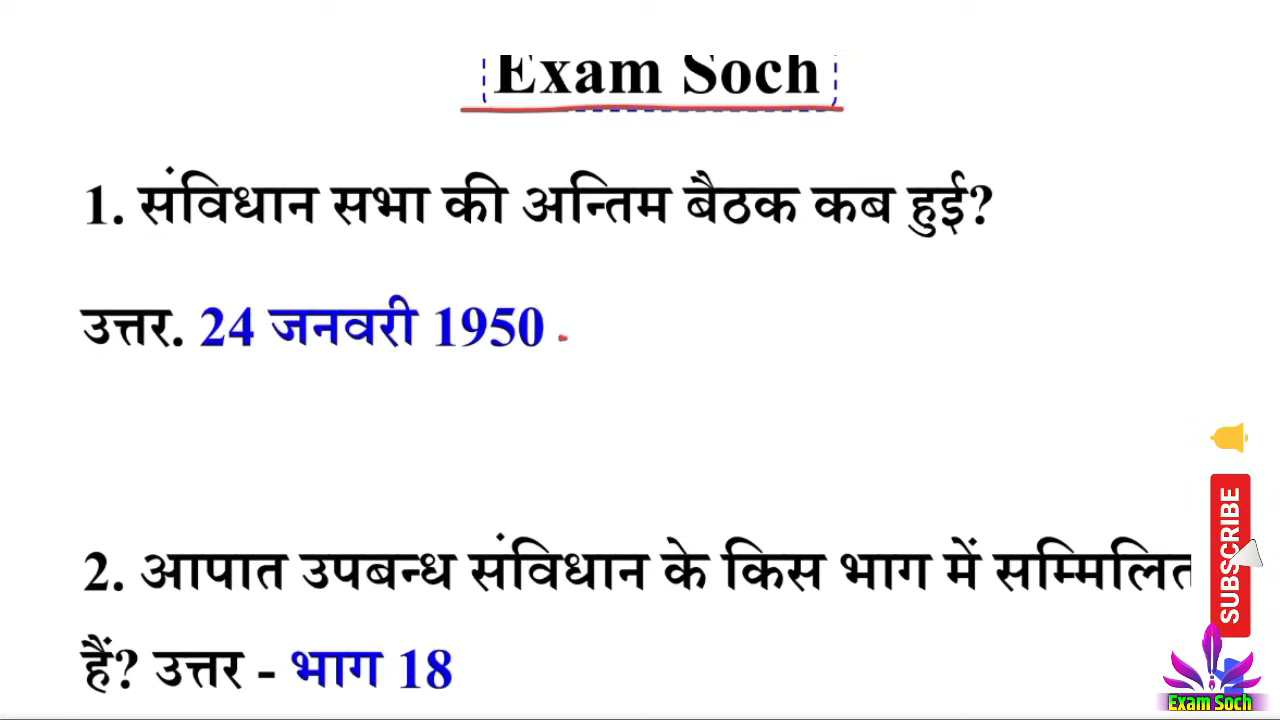 Exam Soch
1. संविधान सभा की अन्तिम बैठक कब हुई?
उत्तर. 24 जनवरी 1950
2. आपात उपबन्ध संविधान के किस भाग में सम्मिलित
हैं? उत्तर - भाग 18
SUBSCRIBE
Exam Soch